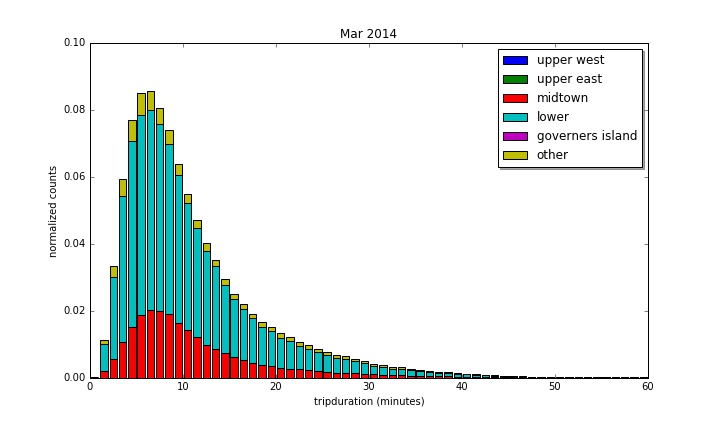 Mar 2014
0.10
0.08
0.06
0.04
0.02
0.00
normalized counts
upper west
upper east
midtown
lower
governers island
other
0 10 20 30 40 50 60
tripduration (minutes)